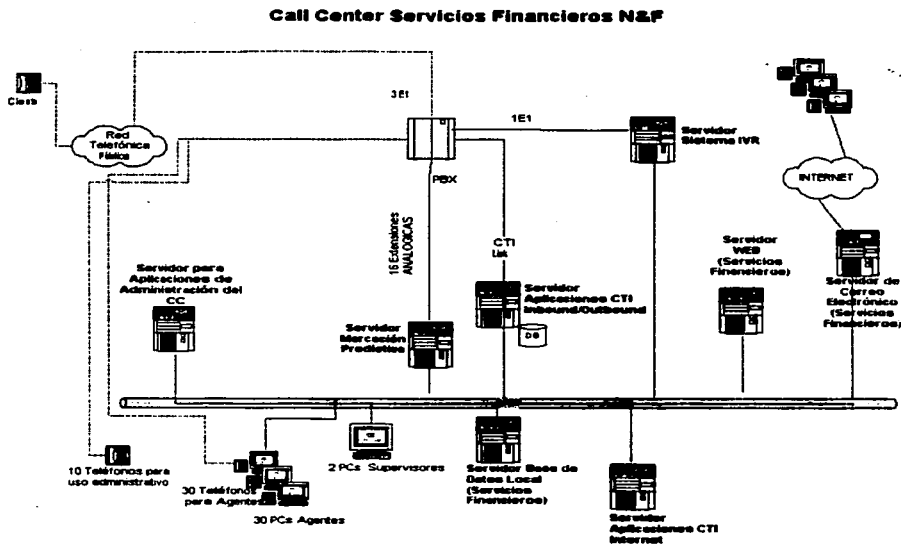 Call Center Servicios Financieros N&F
3 E1
1E1
Servidor
Sistema IVR
Red
Telefónica
Pública
PBX
INTERNET
16 Extensiones
ANALOGICAS
CTI
Link
Servidor
WEB
(Servicios
Financieros)
Servidor de
Correo
Electrónico
(Servicios
Financieros)
Servidor para
Aplicaciones de
Administración del
CC
Servidor
Aplicaciones CTI
Inbound/Outbound
DB
Servidor
Marcación
Predictiva
10 Teléfonos para
uso administrativo
30 Teléfonos
para Agentes
30 PCs Agentes
2 PCs Supervisores
Servidor Base de
Datos Local
(Servicios
Financieros)
Servidor
Aplicaciones CTI
Internet